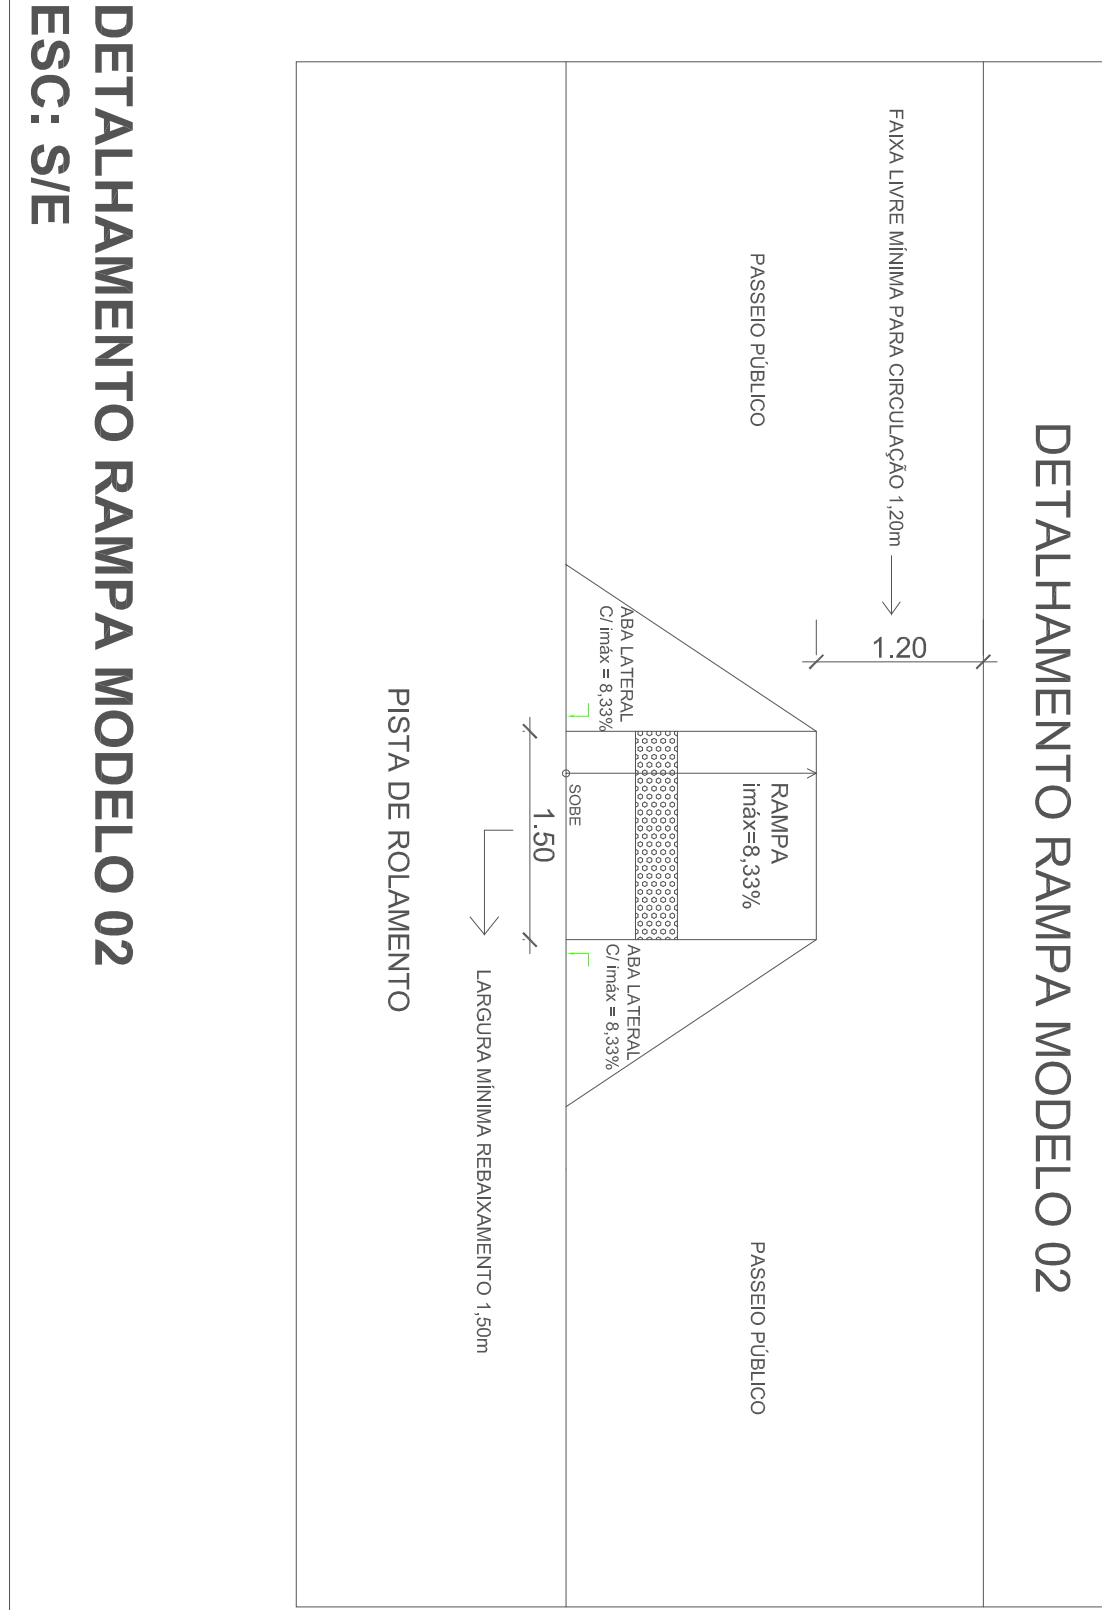 DETALHAMENTO RAMPA MODELO 02
FAIXA LIVRE MÍNIMA PARA CIRCULAÇÃO 1,20m
1.20
PASSEIO PÚBLICO
PASSEIO PÚBLICO
RAMPA
imáx=8,33%
ABA LATERAL
C/ imáx = 8,33%
ABA LATERAL
C/ imáx = 8,33%
SOBE
1.50
LARGURA MÍNIMA REBAIXAMENTO 1,50m
PISTA DE ROLAMENTO
DETALHAMENTO RAMPA MODELO 02
ESC: S/E